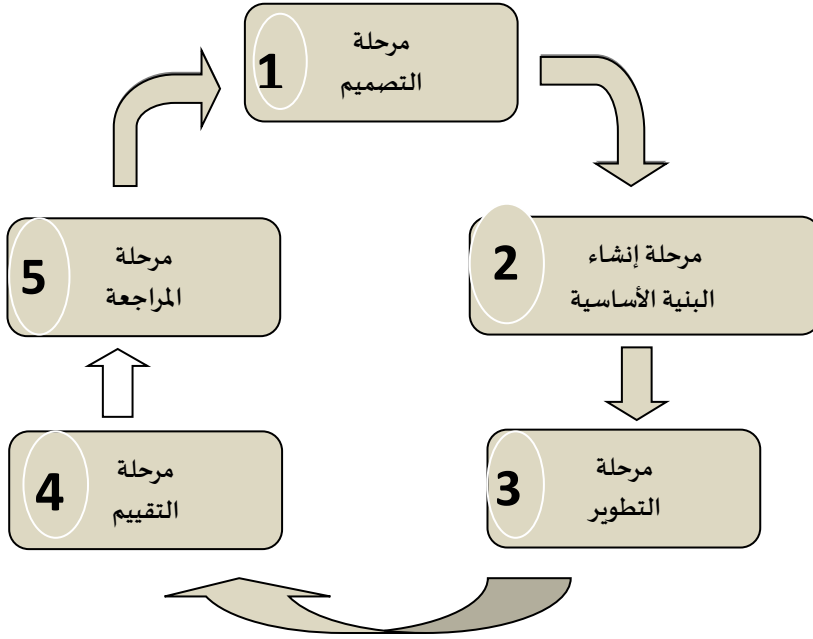 1
مرحلة
التصميم
2
مرحلة إنشاء
البنية الأساسية
3
مرحلة
التطوير
4
مرحلة
التقييم
5
مرحلة
المراجعة